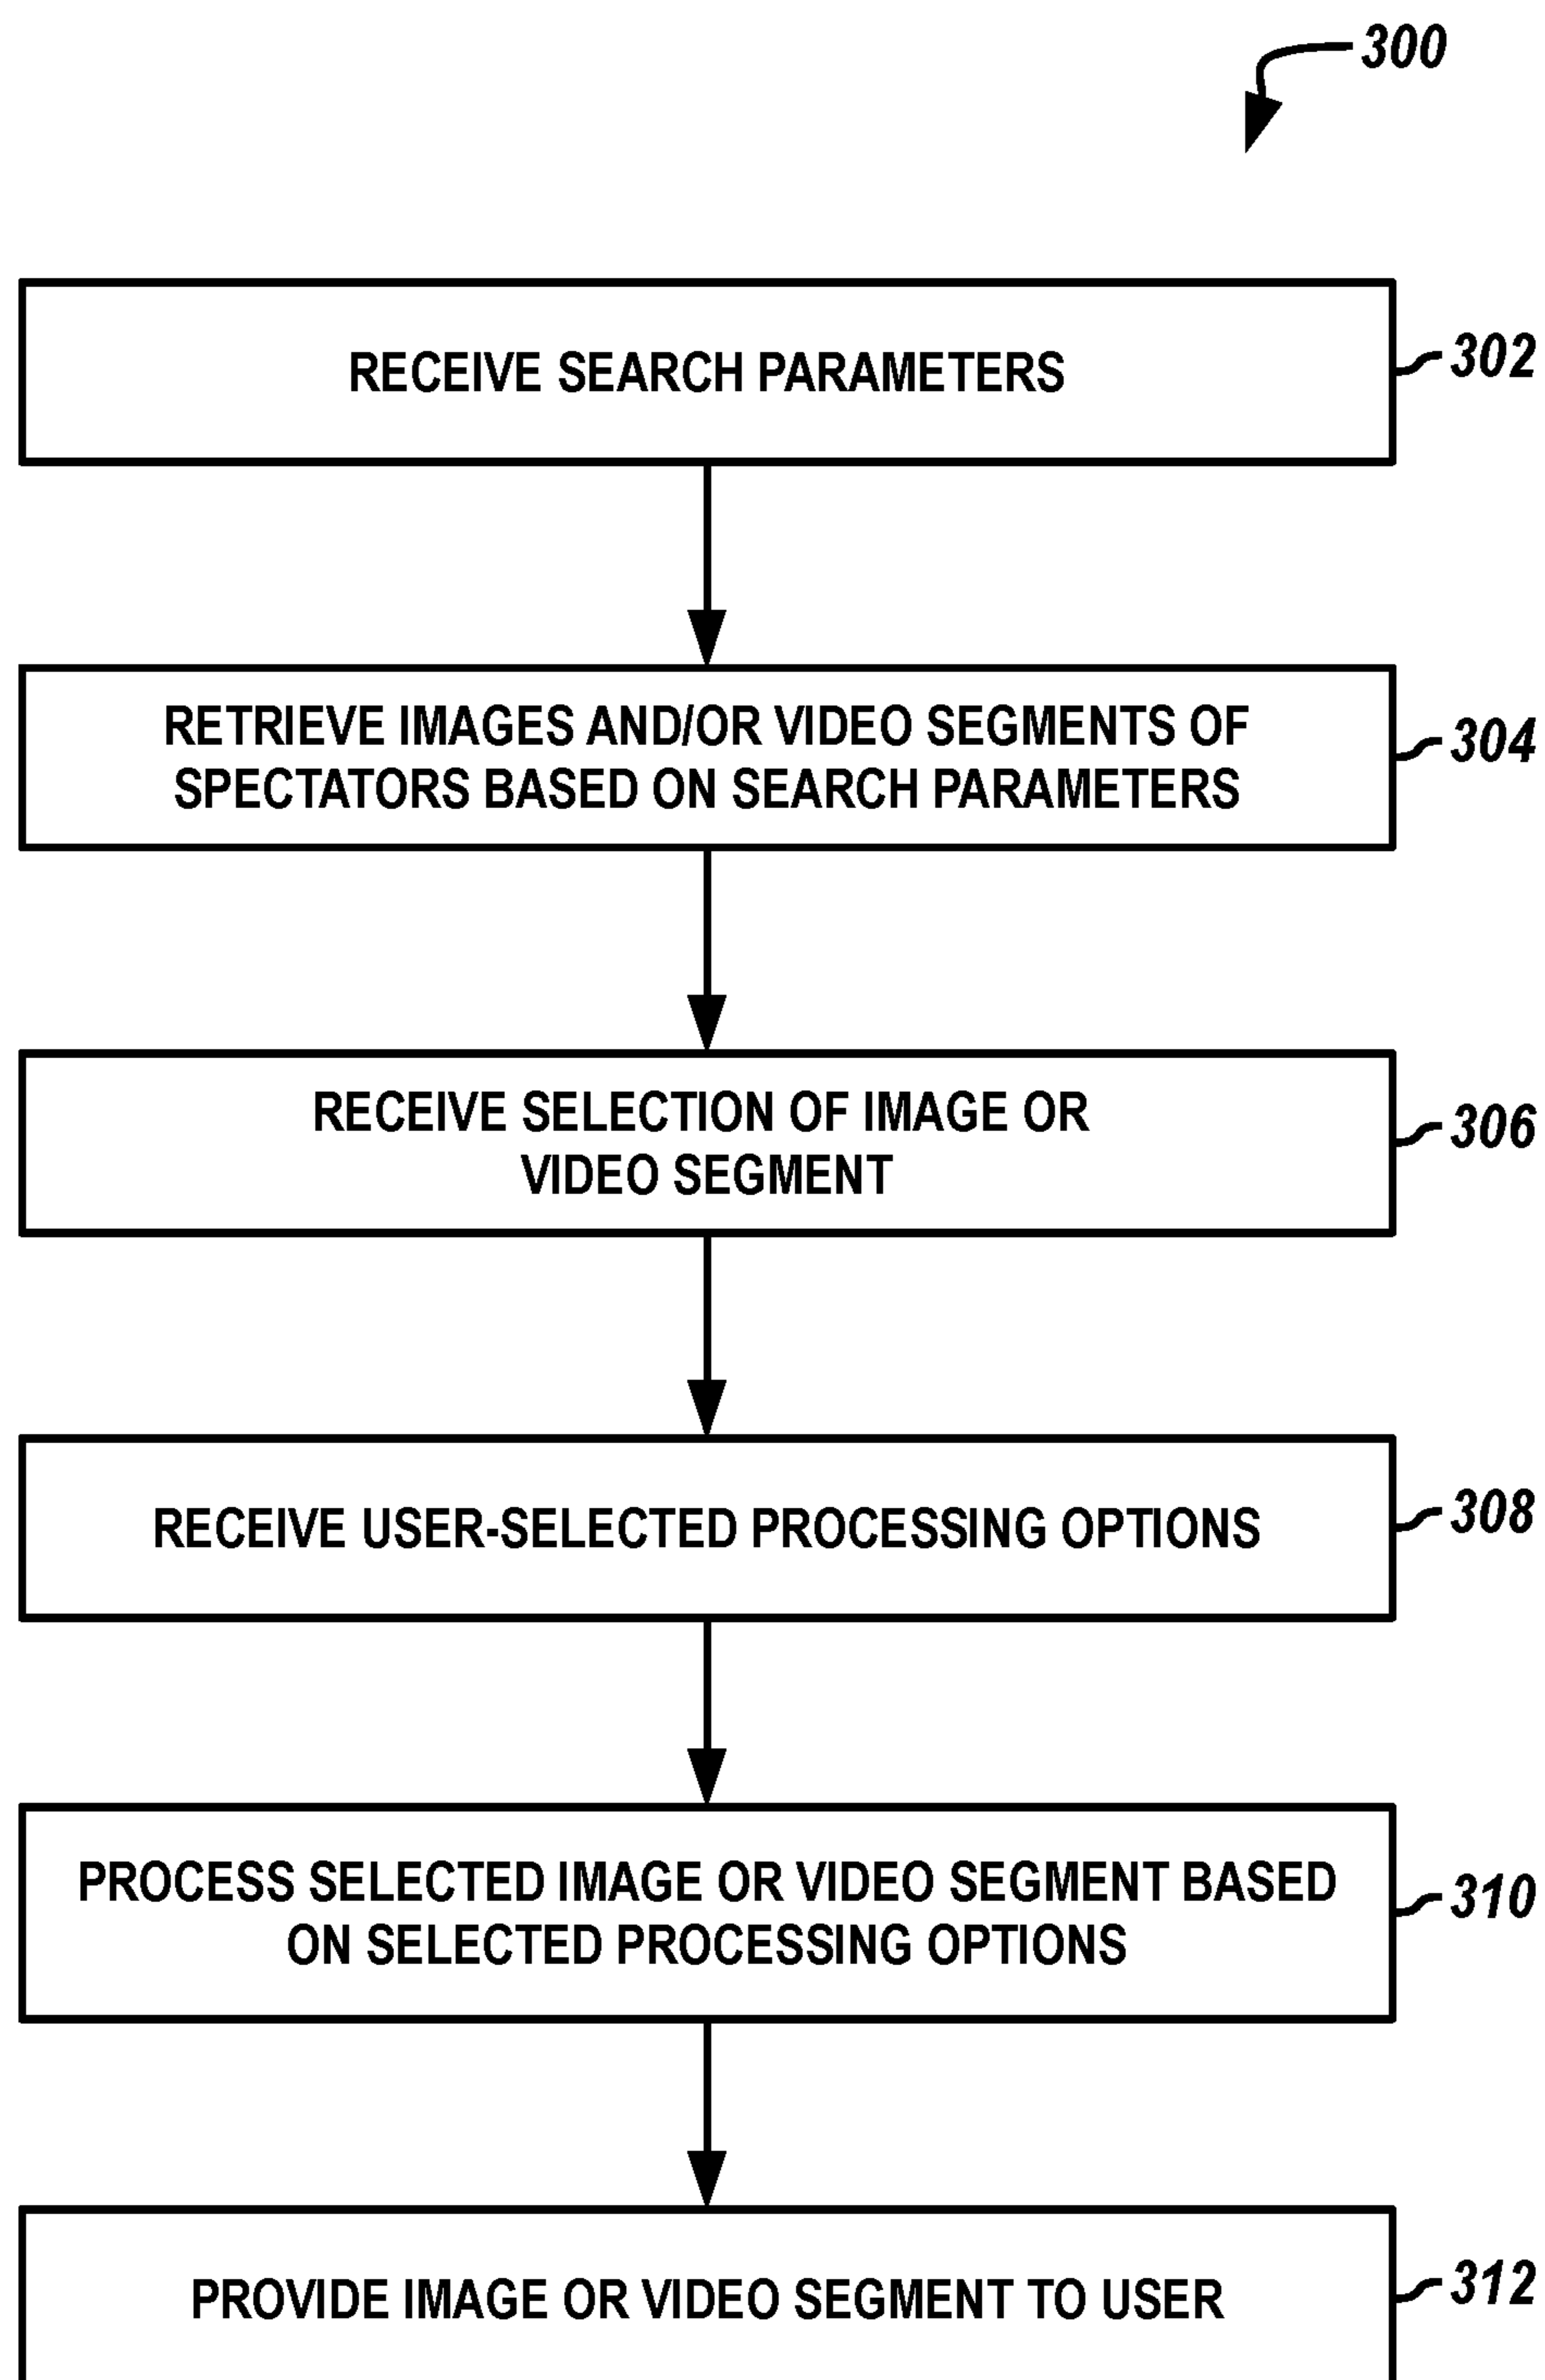 300
RECEIVE SEARCH PARAMETERS
302
RETRIEVE IMAGES AND/OR VIDEO SEGMENTS OF
SPECTATORS BASED ON SEARCH PARAMETERS
304
RECEIVE SELECTION OF IMAGE OR
VIDEO SEGMENT
306
RECEIVE USER-SELECTED PROCESSING OPTIONS
308
PROCESS SELECTED IMAGE OR VIDEO SEGMENT BASED
ON SELECTED PROCESSING OPTIONS
310
PROVIDE IMAGE OR VIDEO SEGMENT TO USER
312